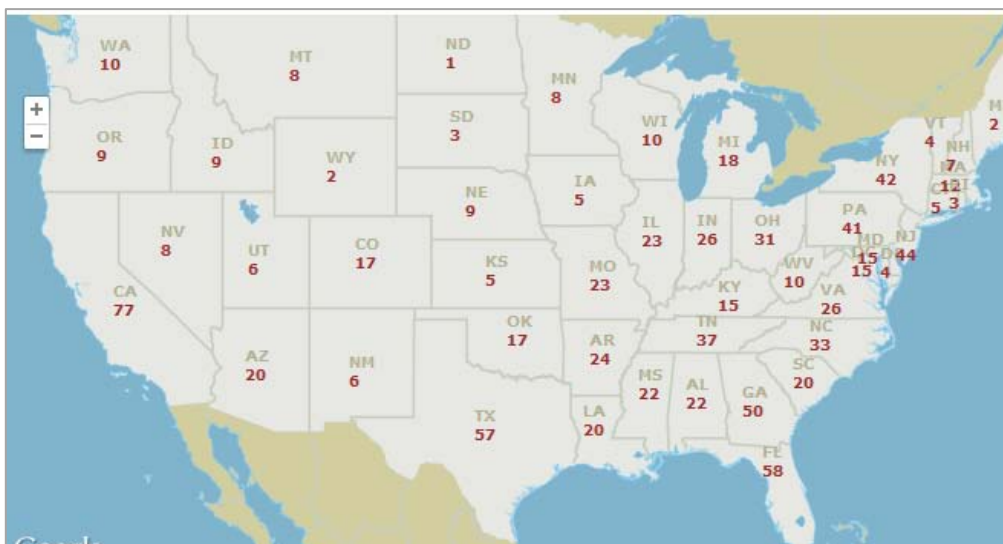 WA
10
MT
8
ND
1
MN
8
SD
3
OR
9
ID
9
WY
2
WI
10
MI
18
VT
4
M
2
NH
7
NY
42
MA
12
RI
3
5
IA
5
NE
9
PA
41
NV
8
UT
6
CO
17
IL
23
IN
26
OH
31
MD
15
NJ
44
DC
15
4
KS
5
MO
23
WV
10
VA
26
KY
15
CA
77
OK
17
TN
37
NC
33
AZ
20
NM
6
AR
24
SC
20
MS
22
AL
22
GA
50
TX
57
LA
20
FL
58
+
−